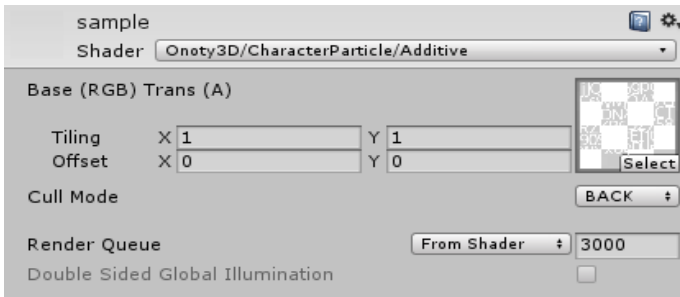 sample
Shader Onoty3D/CharacterParticle/Additive
Base (RGB) Trans (A)
Tiling X 1 Y 1
Offset X 0 Y 0
Select
Cull Mode BACK
Render Queue From Shader 3000
Double Sided Global Illumination